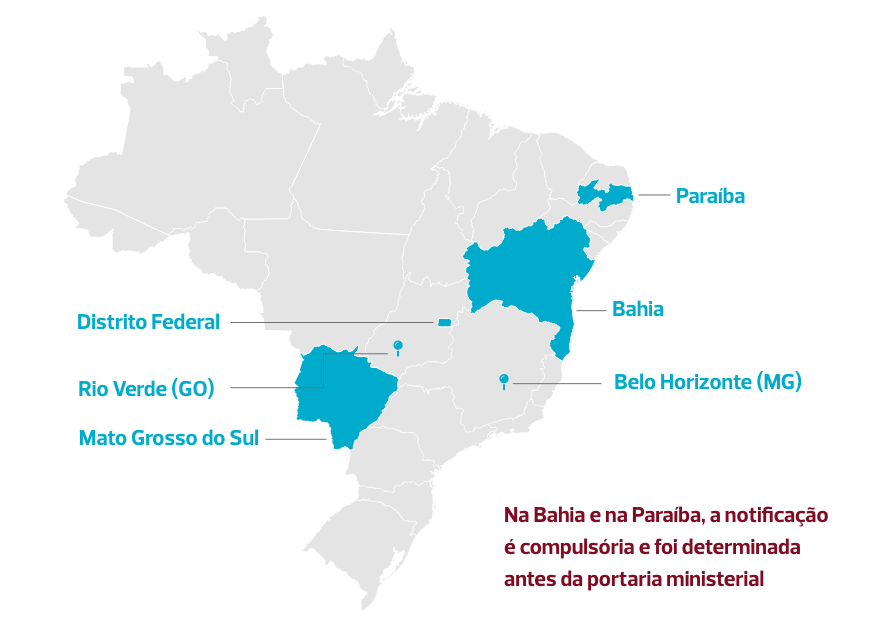 Paraíba
Bahia
Distrito Federal
Rio Verde (GO)
Belo Horizonte (MG)
Mato Grosso do Sul
Na Bahia e na Paraíba, a notificação
é compulsória e foi determinada
antes da portaria ministerial